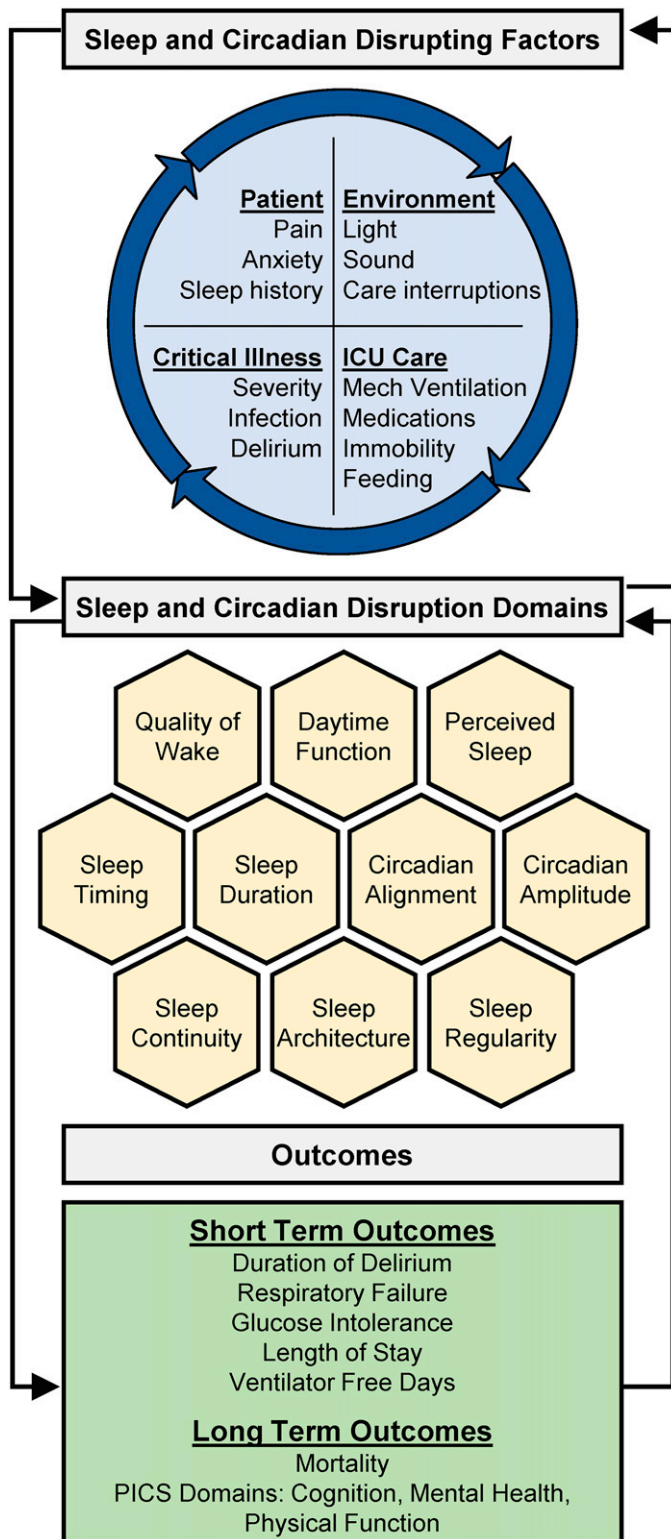 Sleep and Circadian Disrupting Factors
Patient
Pain
Anxiety
Sleep history
Environment
Light
Sound
Care interruptions
Critical Illness
Severity
Infection
Delirium
ICU Care
Mech Ventilation
Medications
Immobility
Feeding
Sleep and Circadian Disruption Domains
Quality of
Wake
Daytime
Function
Perceived
Sleep
Sleep
Timing
Sleep
Duration
Circadian
Alignment
Circadian
Amplitude
Sleep
Continuity
Sleep
Architecture
Sleep
Regularity
Outcomes
Short Term Outcomes
Duration of Delirium
Respiratory Failure
Glucose Intolerance
Length of Stay
Ventilator Free Days
Long Term Outcomes
Mortality
PICS Domains: Cognition, Mental Health,
Physical Function